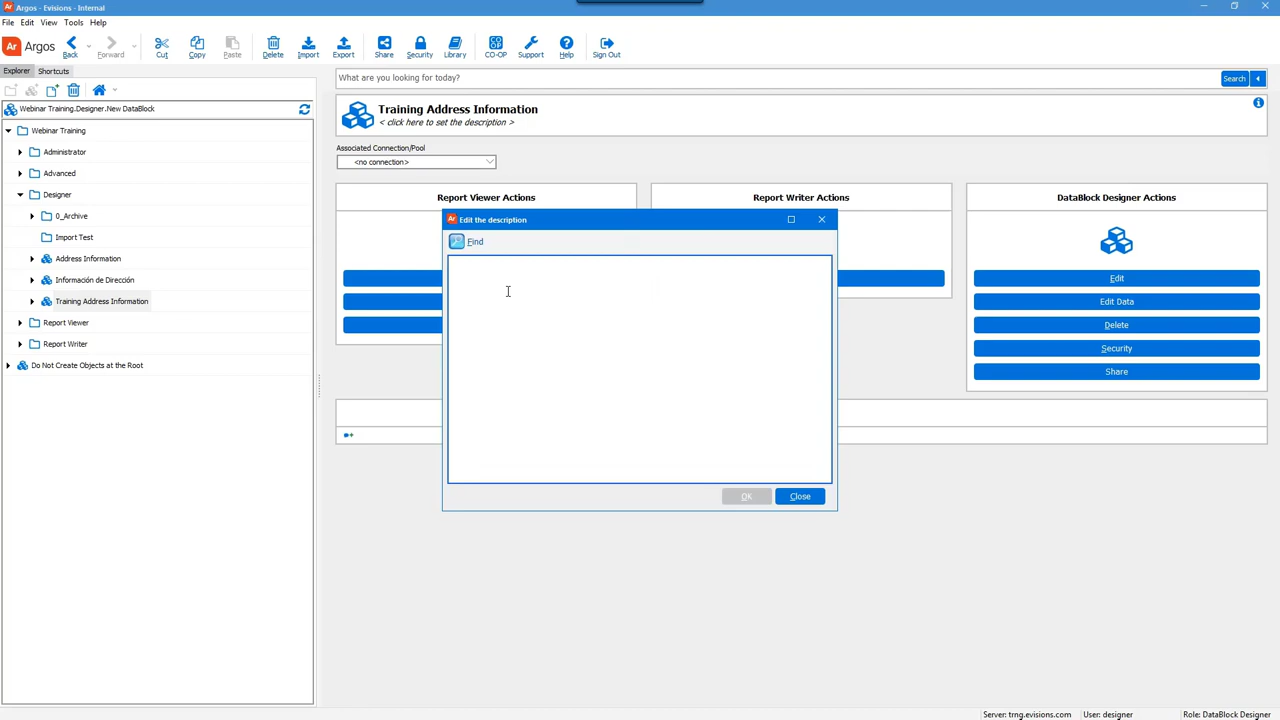 Argos - Evisions - Internal
File Edit View Tools Help
Ar Argos Back Forward Cut Copy Paste Delete Import Export Share Security Library CO-OP Support Help Sign Out
Explorer Shortcuts
What are you looking for today? Search
Webinar Training.Designer.New DataBlock
Training Address Information
< click here to set the description >
Webinar Training
Administrator
Advanced
Designer
0_Archive
Import Test
Address Information
Información de Dirección
Training Address Information
Report Viewer
Report Writer
Do Not Create Objects at the Root
Associated Connection/Pool
<no connection>
Report Viewer Actions
Report Writer Actions
DataBlock Designer Actions
Edit
Edit Data
Delete
Security
Share
Ar Edit the description
Find
OK Close
Server: trng.evisions.com User: designer Role: DataBlock Designer